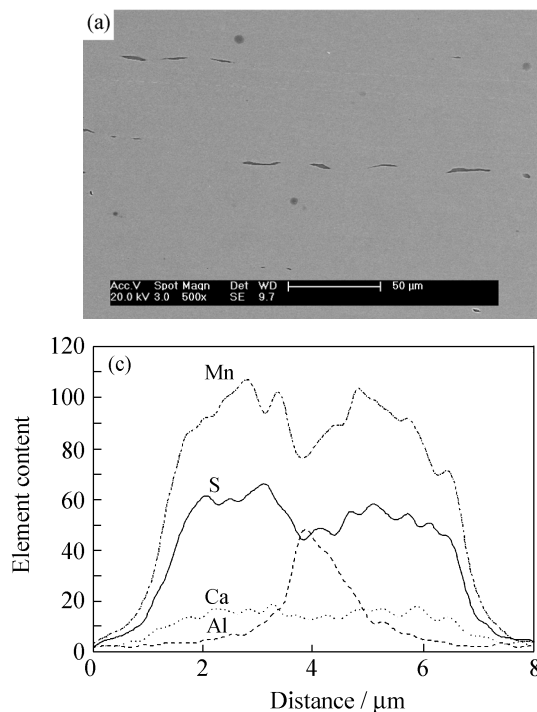 (a)
Acc.V Spot Magn Det WD 50 µm
20.0 kV 3.0 500x SE 9.7
(c)
120
100
80
60
40
20
0
Element content
Mn
S
Ca
Al
0 2 4 6 8
Distance / µm